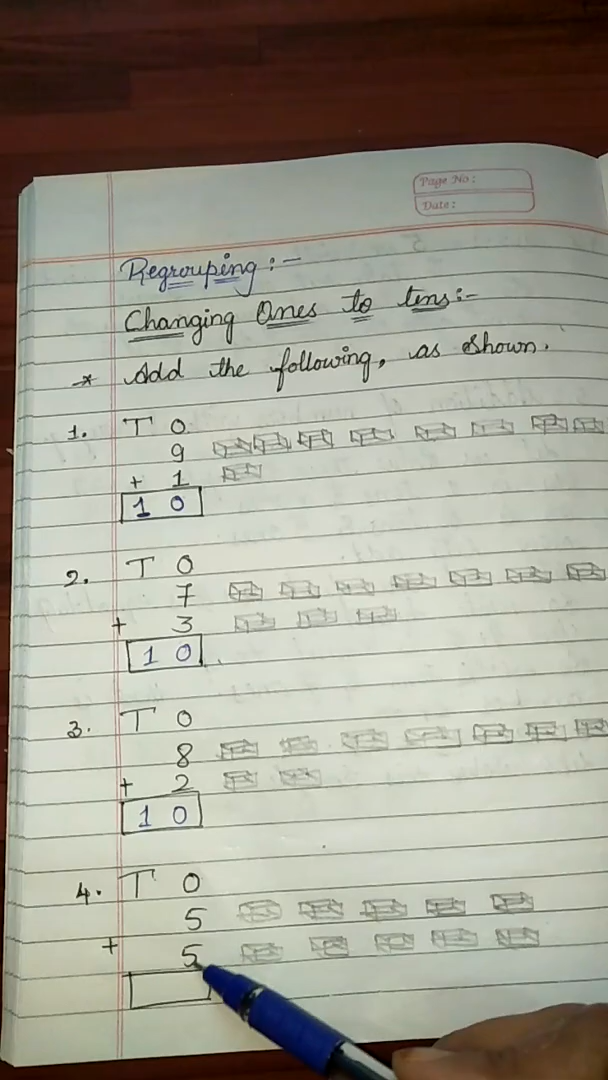 Page No:
Date:
Regrouping :-
Changing Ones to tens :-
* Add the following, as shown.
1. T O
9
+ 1
1 0
2. T O
7
+ 3
1 0
3. T O
8
+ 2
1 0
4. T O
5
+ 5